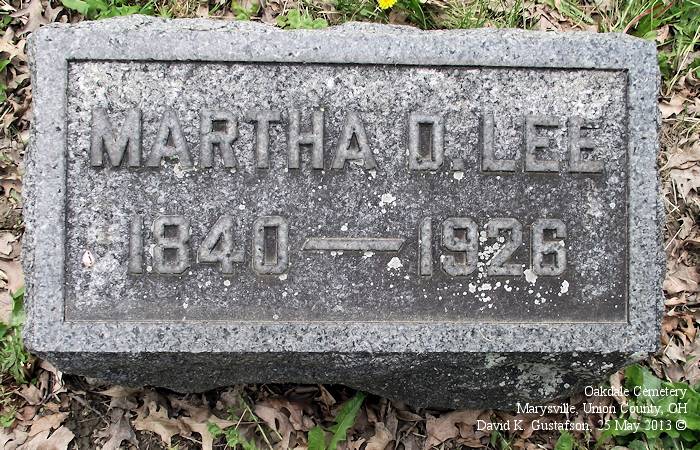 MARTHA O. LEE
1840 — 1926
Oakdale Cemetery
Marysville, Union County, OH
David K. Gustafson, 25 May 2013 ©